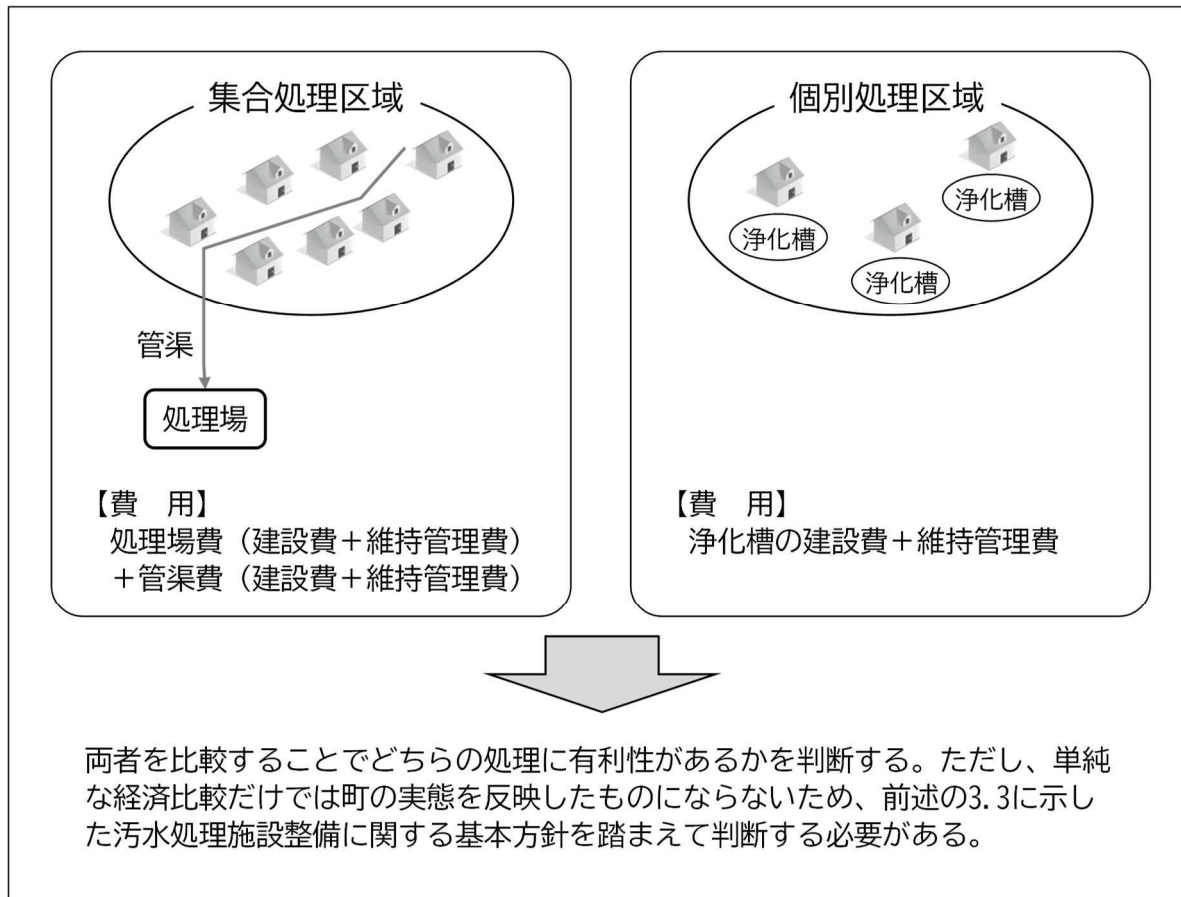 集合処理区域
管渠
処理場
【費　用】
処理場費（建設費＋維持管理費）
＋管渠費（建設費＋維持管理費）
個別処理区域
浄化槽
浄化槽
浄化槽
【費　用】
浄化槽の建設費＋維持管理費
両者を比較することでどちらの処理に有利性があるかを判断する。ただし、単純
な経済比較だけでは町の実態を反映したものにならないため、前述の3.3に示し
た汚水処理施設整備に関する基本方針を踏まえて判断する必要がある。